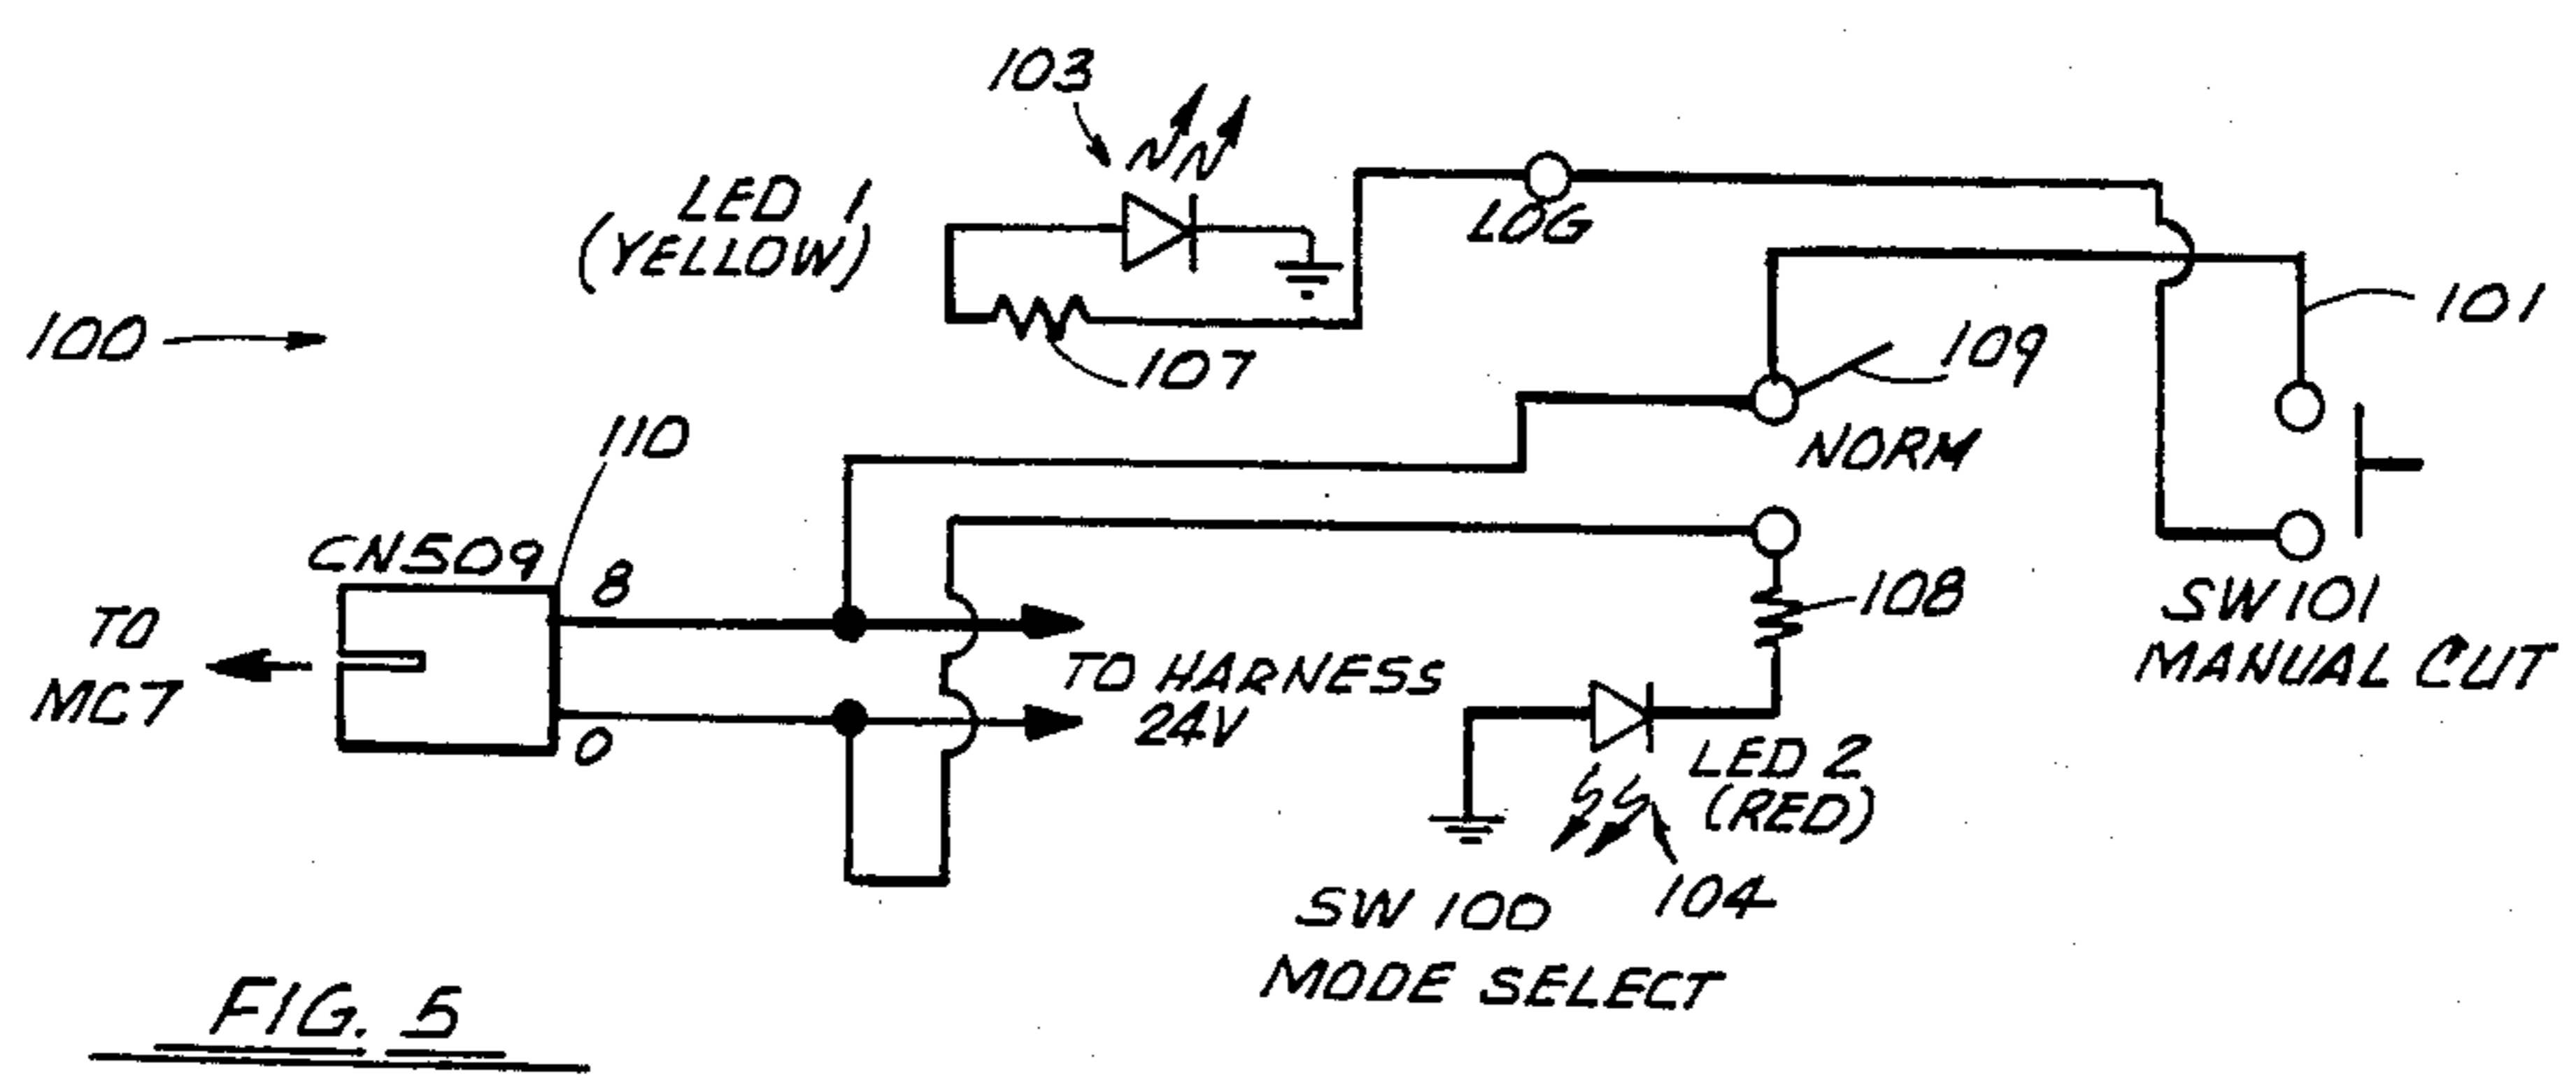 103
LED 1
(YELLOW)
LOG
100
107
109
101
NORM
110
CN509
8
TO
MC7
0
TO HARNESS
24V
108
SW 101
MANUAL CUT
LED 2
(RED)
104
SW 100
MODE SELECT
FIG. 5